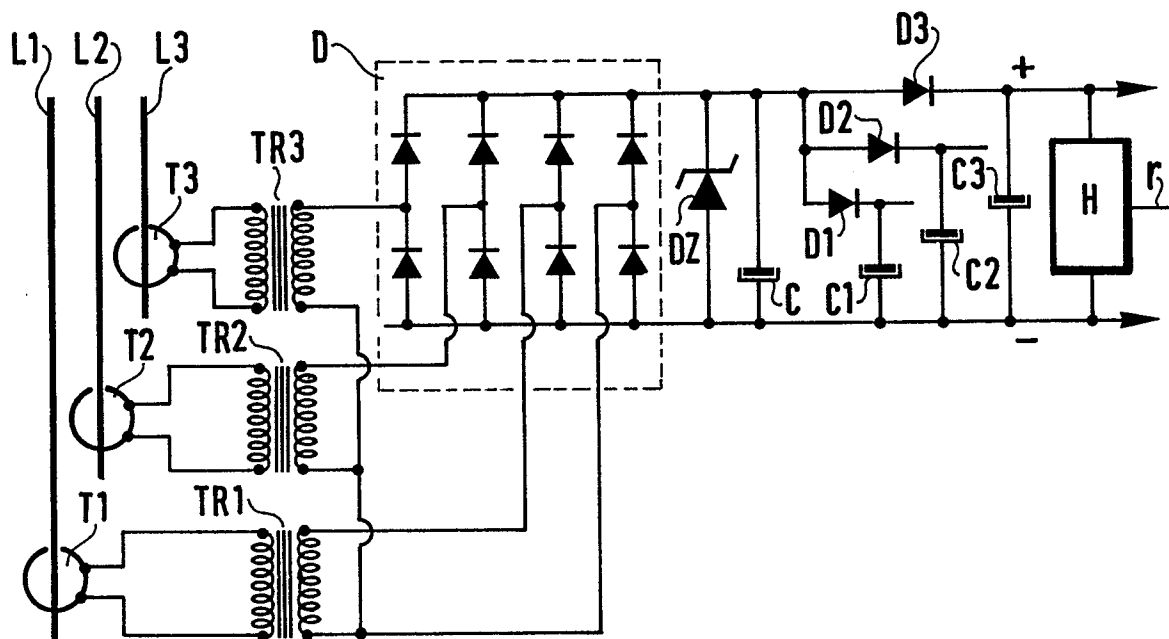 L1 L2 L3 D D3
+
D2
TR3 T3 C3 H r
DZ D1 C2
C C1
TR2 T2 −
TR1 T1